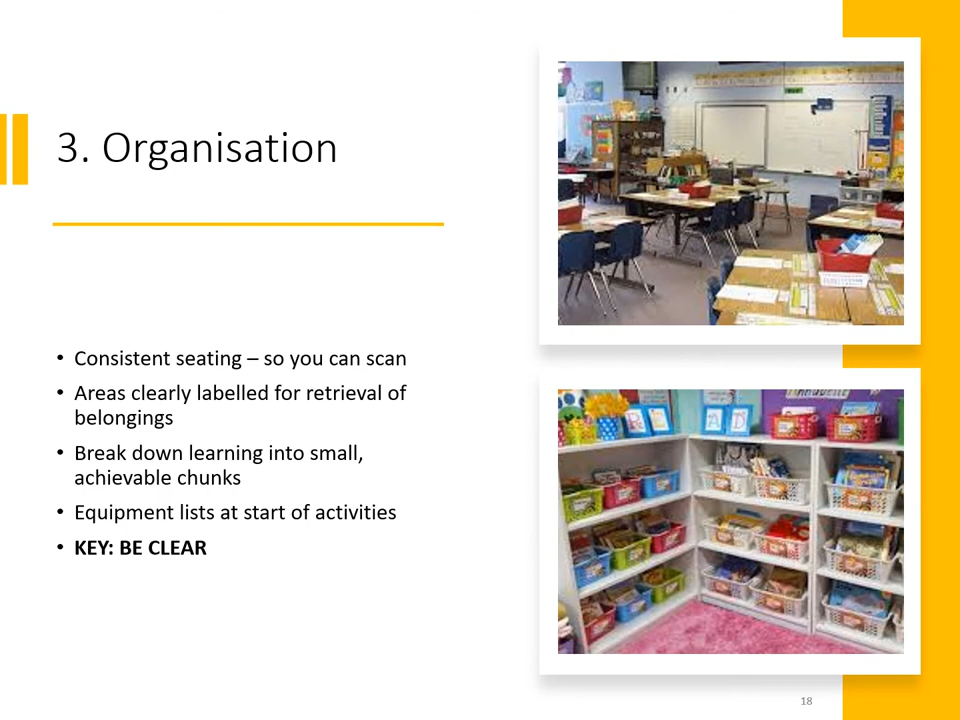 3. Organisation
• Consistent seating – so you can scan
• Areas clearly labelled for retrieval of
belongings
• Break down learning into small,
achievable chunks
• Equipment lists at start of activities
• KEY: BE CLEAR
R E A D
18